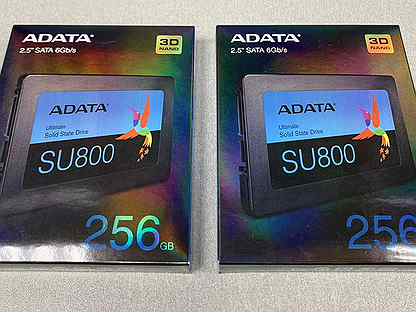 ADATA
2.5" SATA 6Gb/s
3D
NAND
ADATA
Ultimate
Solid State Drive
SU800
256GB
ADATA
2.5" SATA 6Gb/s
3D
NAND
ADATA
Ultimate
Solid State Drive
SU800
256